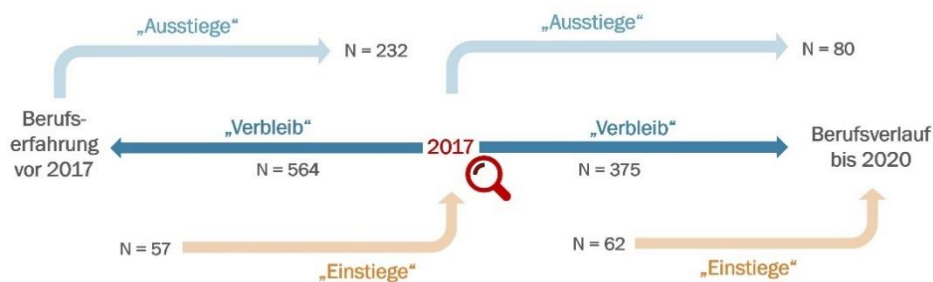 „Ausstiege“
N = 232
„Ausstiege“
N = 80
Berufs-
erfahrung
vor 2017
„Verbleib“
N = 564
2017
„Verbleib“
N = 375
Berufsverlauf
bis 2020
N = 57
„Einstiege“
N = 62
„Einstiege“